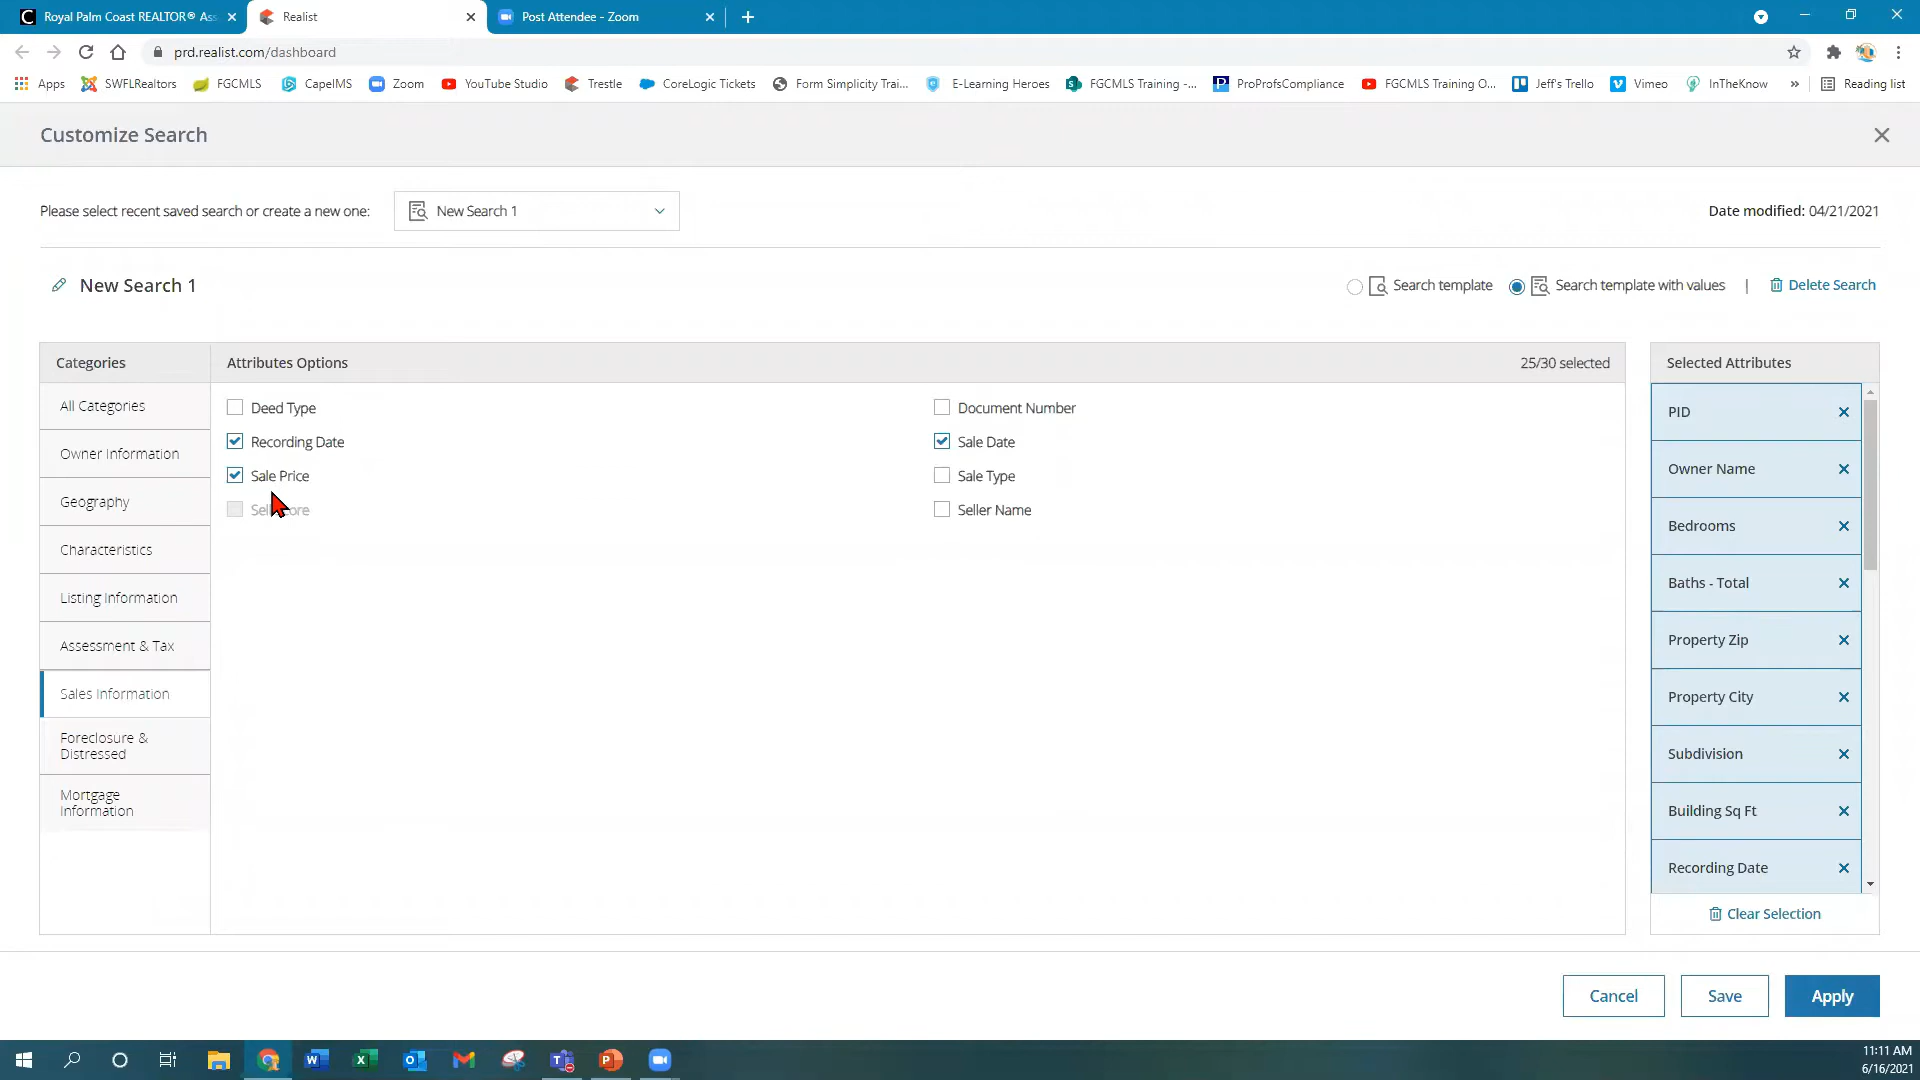 Royal Palm Coast REALTOR® Ass
Realist
Post Attendee - Zoom
prd.realist.com/dashboard
Apps
SWFLRealtors
FGCMLS
CapeIMS
Zoom
YouTube Studio
Trestle
CoreLogic Tickets
Form Simplicity Trai...
E-Learning Heroes
FGCMLS Training -...
ProProfsCompliance
FGCMLS Training O...
Jeff's Trello
Vimeo
InTheKnow
Reading list
Customize Search
Please select recent saved search or create a new one:
New Search 1
Date modified: 04/21/2021
New Search 1
Search template
Search template with values
Delete Search
Categories
All Categories
Owner Information
Geography
Characteristics
Listing Information
Assessment & Tax
Sales Information
Foreclosure &
Distressed
Mortgage
Information
Attributes Options
25/30 selected
Deed Type
Document Number
Recording Date
Sale Date
Sale Price
Sale Type
Seller Name
Selected Attributes
PID
Owner Name
Bedrooms
Baths - Total
Property Zip
Property City
Subdivision
Building Sq Ft
Recording Date
Clear Selection
Cancel
Save
Apply
11:11 AM
6/16/2021